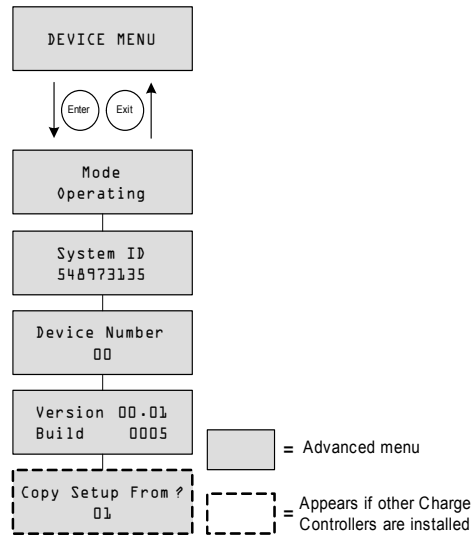 DEVICE MENU
Enter
Exit
Mode
Operating
System ID
548973135
Device Number
00
Version 00.01
Build 0005
Copy Setup From?
01
= Advanced menu
= Appears if other Charge
Controllers are installed